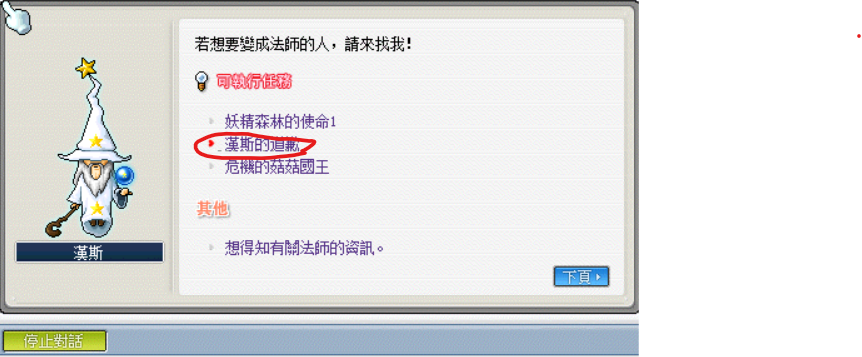 若想要變成法師的人，請來找我！
可執行任務
妖精森林的使命1
漢斯的道歉
危機的菇菇國王
其他
想得知有關法師的資訊。
漢斯
下頁
停止對話